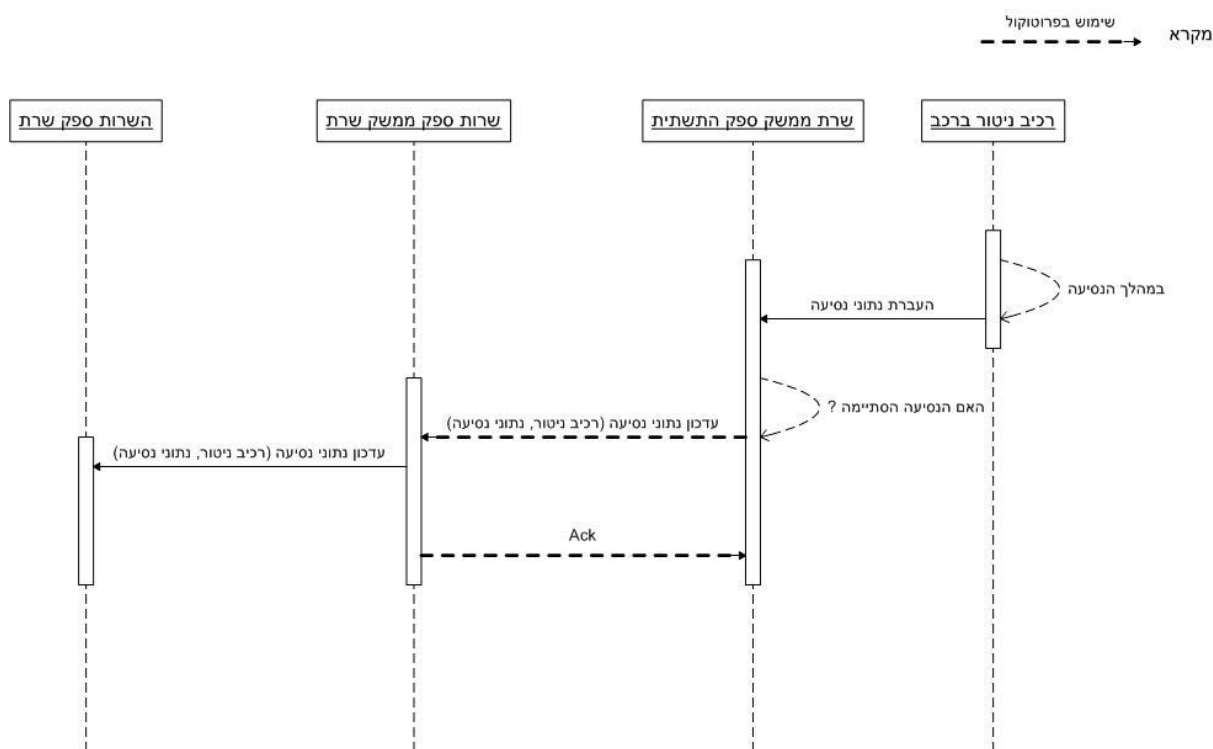 שימוש בפרוטוקול
מקרא
רכיב ניטור ברכב
שרת ממשק ספק התשתית
שרות ספק ממשק שרת
השרות ספק שרת
במהלך הנסיעה
העברת נתוני נסיעה
האם הנסיעה הסתיימה ?
עדכון נתוני נסיעה (רכיב ניטור, נתוני נסיעה)
עדכון נתוני נסיעה (רכיב ניטור, נתוני נסיעה)
Ack